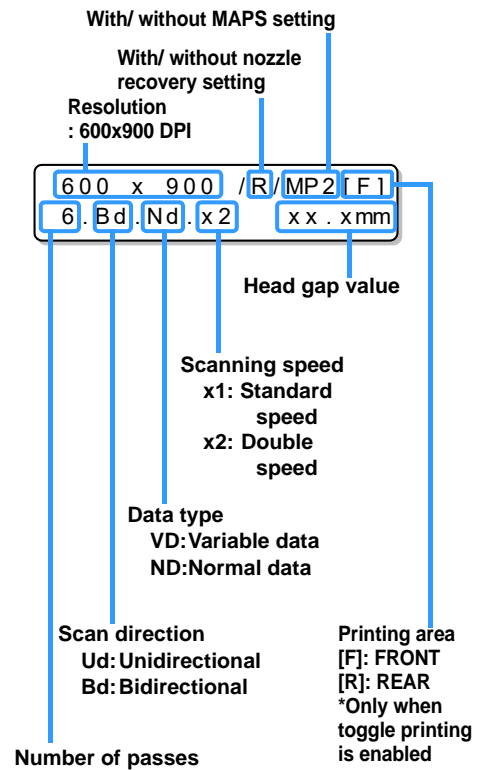 With/ without MAPS setting
With/ without nozzle
recovery setting
Resolution
: 600x900 DPI
600 x 900 /R/MP2[F]
6.Bd.Nd.x2 xx.xmm
Head gap value
Scanning speed
x1: Standard
speed
x2: Double
speed
Data type
VD:Variable data
ND:Normal data
Scan direction
Ud:Unidirectional
Bd:Bidirectional
Printing area
[F]: FRONT
[R]: REAR
*Only when
toggle printing
is enabled
Number of passes